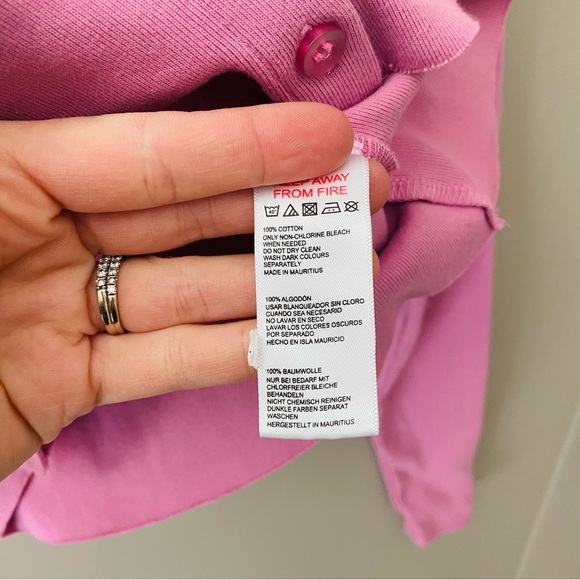 AWAY
FROM FIRE
40°
100% COTTON
ONLY NON-CHLORINE BLEACH
WHEN NEEDED
DO NOT DRY CLEAN
WASH DARK COLOURS
SEPARATELY
MADE IN MAURITIUS
100% ALGODÓN
USAR BLANQUEADOR SIN CLORO
CUANDO SEA NECESARIO
NO LAVAR EN SECO
LAVAR LOS COLORES OSCUROS
POR SEPARADO
HECHO EN ISLA MAURICIO
100% BAUMWOLLE
NUR BEI BEDARF MIT
CHLORFREIER BLEICHE
BEHANDELN
NICHT CHEMISCH REINIGEN
DUNKLE FARBEN SEPARAT
WASCHEN
HERGESTELLT IN MAURITIUS